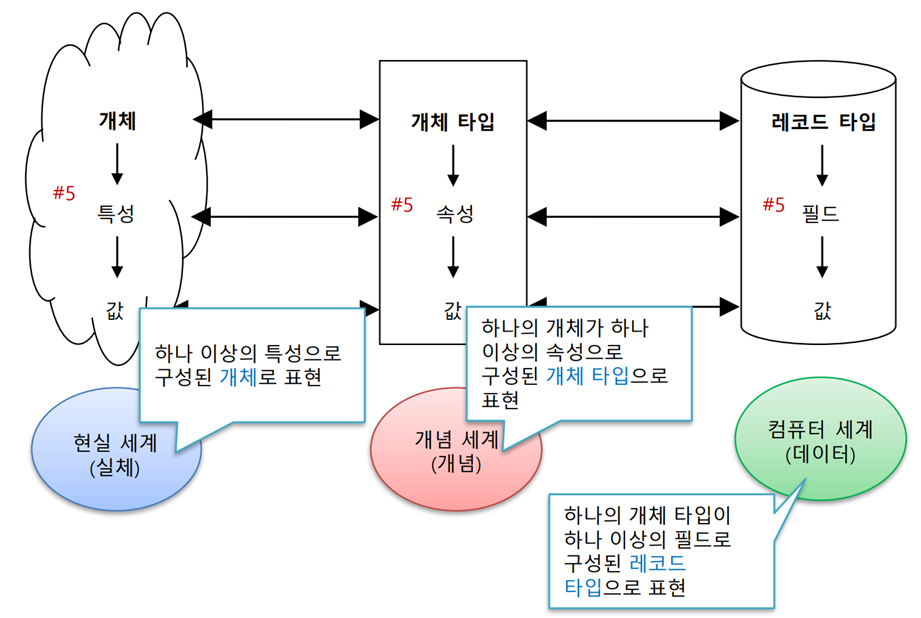 개체
#5
특성
값
개체 타입
#5
속성
값
레코드 타입
#5
필드
값
하나 이상의 특성으로
구성된 개체로 표현
하나의 개체가 하나
이상의 속성으로
구성된 개체 타입으로
표현
현실 세계
(실체)
개념 세계
(개념)
컴퓨터 세계
(데이터)
하나의 개체 타입이
하나 이상의 필드로
구성된 레코드
타입으로 표현